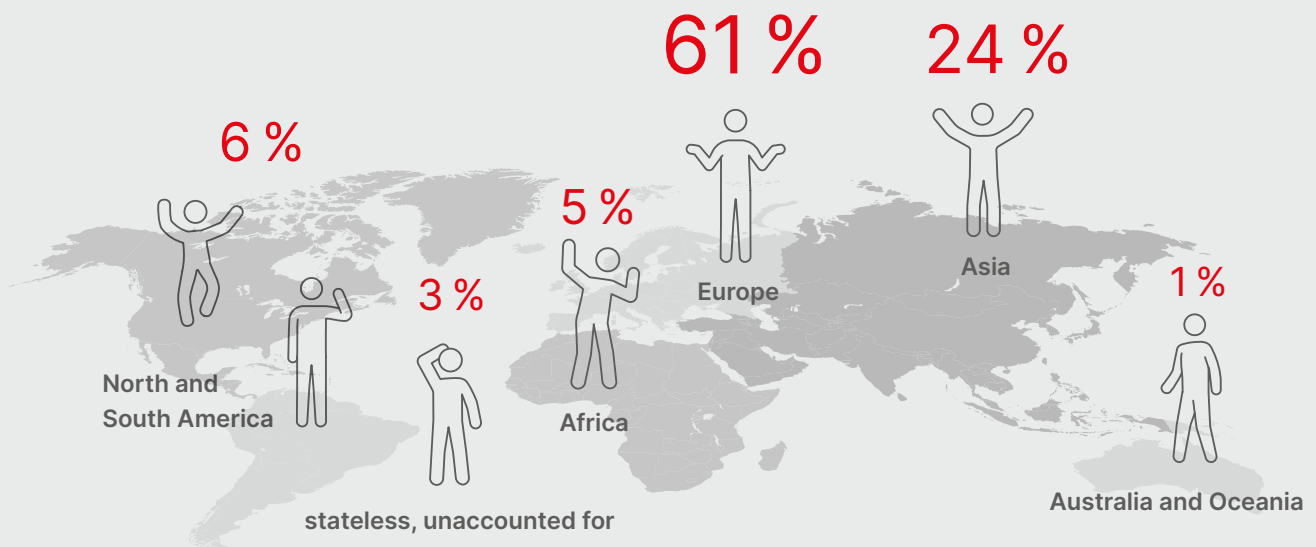 61 %
24 %
6 %
5 %
Asia
1 %
3 %
Europe
North and
South America
Africa
Australia and Oceania
stateless, unaccounted for